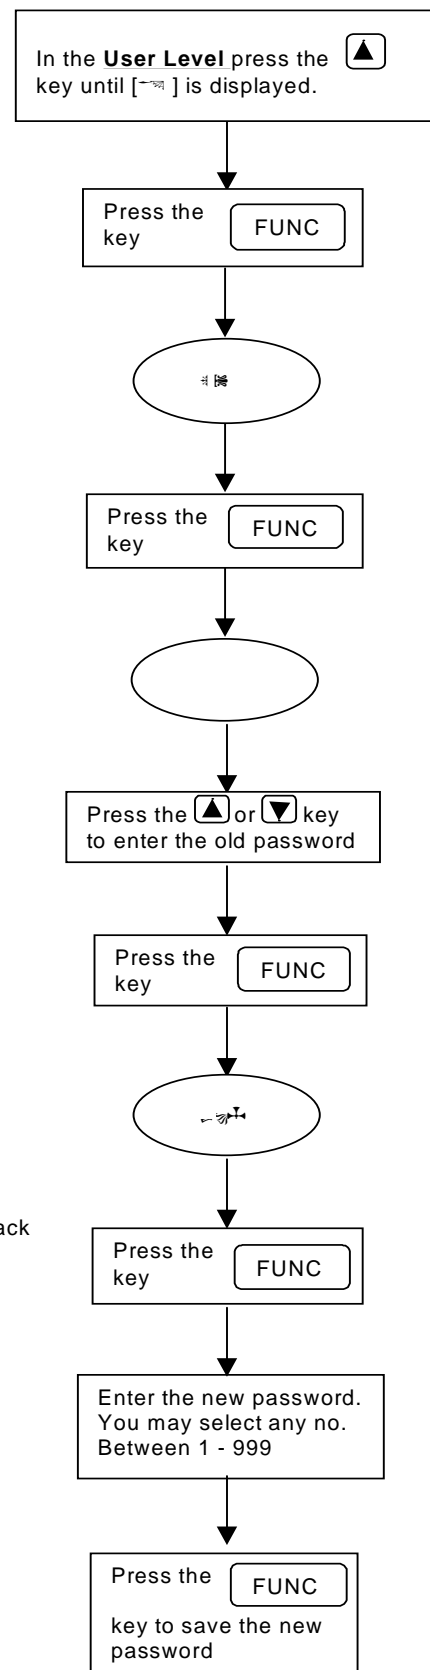 In the User Level press the
key until [ ] is displayed.
Press the
key
FUNC
Press the
key
FUNC
Press the or key
to enter the old password
Press the
key
FUNC
ack
Press the
key
FUNC
Enter the new password.
You may select any no.
Between 1 - 999
Press the
FUNC
key to save the new
password